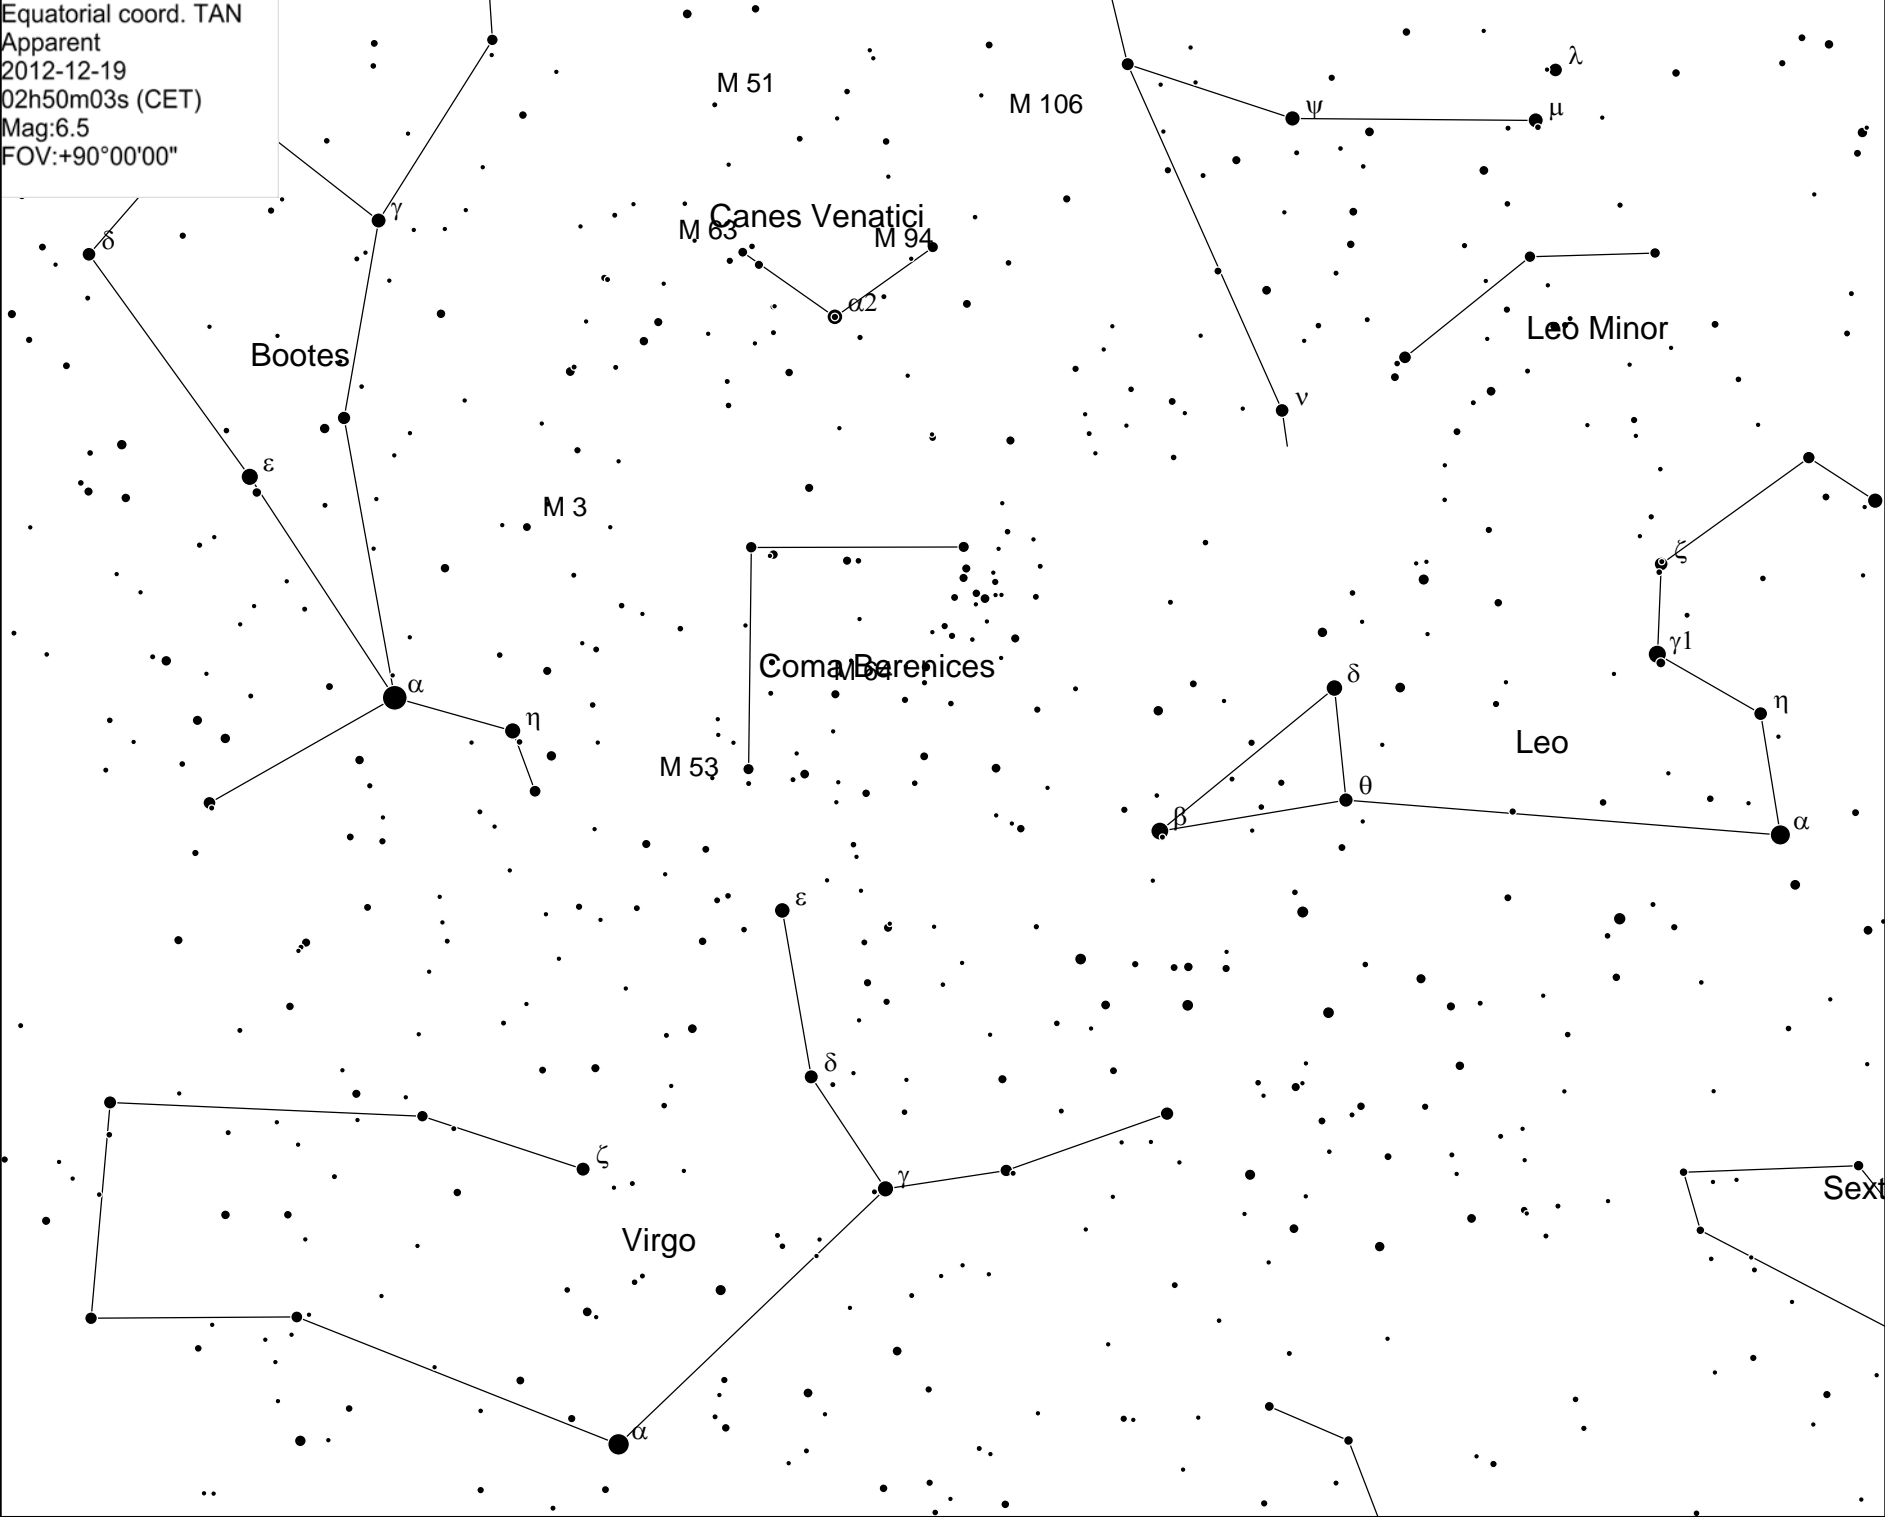 Equatorial coord. TAN
Apparent
2012-12-19
02h50m03s (CET)
Mag:6.5
FOV:+90°00'00"
λ
M 51
M 106
ψ
μ
γ
Canes Venatici
M 63
M 94
δ
α2
Leo Minor
Bootes
ν
ε
M 3
ζ
γ1
Coma Berenices
M 64
δ
α
η
η
Leo
M 53
θ
β
α
ε
δ
ζ
γ
Sext
Virgo
α